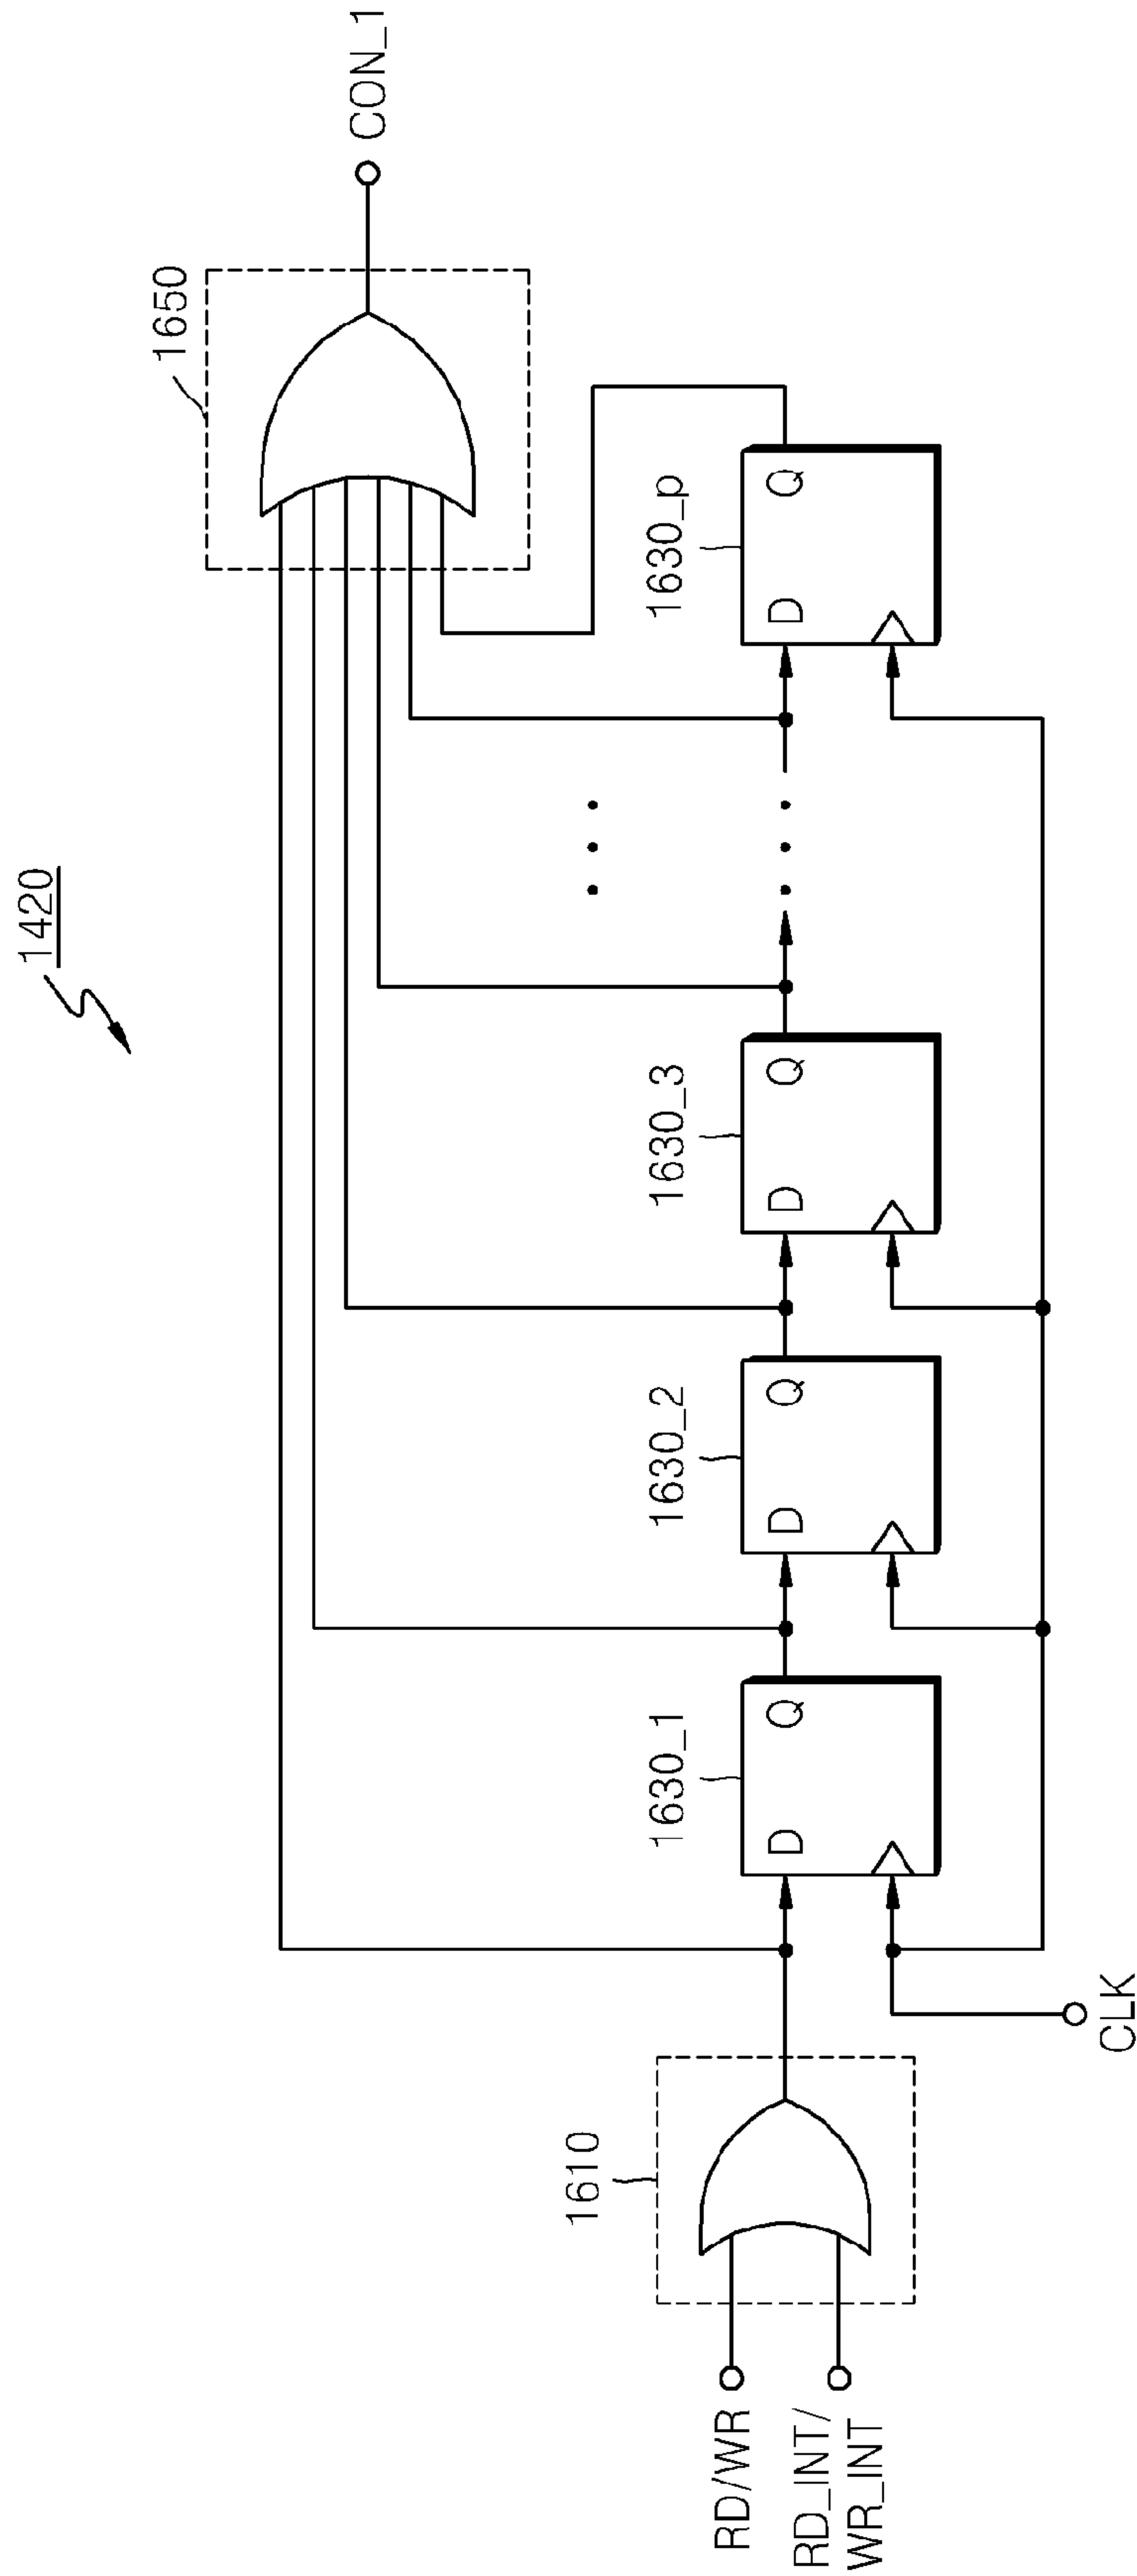 1420
1650
CON_1
1610
RD/WR
RD_INT/
WR_INT
1630_1
D
Q
1630_2
D
Q
1630_3
D
Q
1630_p
D
Q
CLK